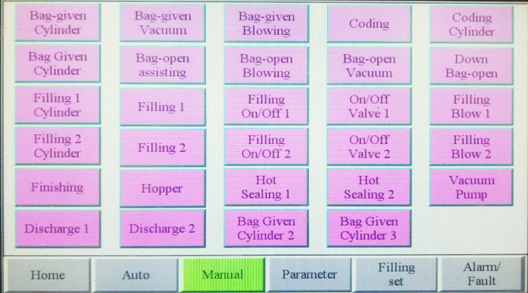 Bag-given Cylinder
Bag-given Vacuum
Bag-given Blowing
Coding
Coding Cylinder
Bag Given Cylinder
Bag-open assisting
Bag-open Blowing
Bag-open Vacuum
Down Bag-open
Filling 1 Cylinder
Filling 1
Filling On/Off 1
On/Off Valve 1
Filling Blow 1
Filling 2 Cylinder
Filling 2
Filling On/Off 2
On/Off Valve 2
Filling Blow 2
Finishing
Hopper
Hot Sealing 1
Hot Sealing 2
Vacuum Pump
Discharge 1
Discharge 2
Bag Given Cylinder 2
Bag Given Cylinder 3
Home
Auto
Manual
Parameter
Filling set
Alarm/ Fault